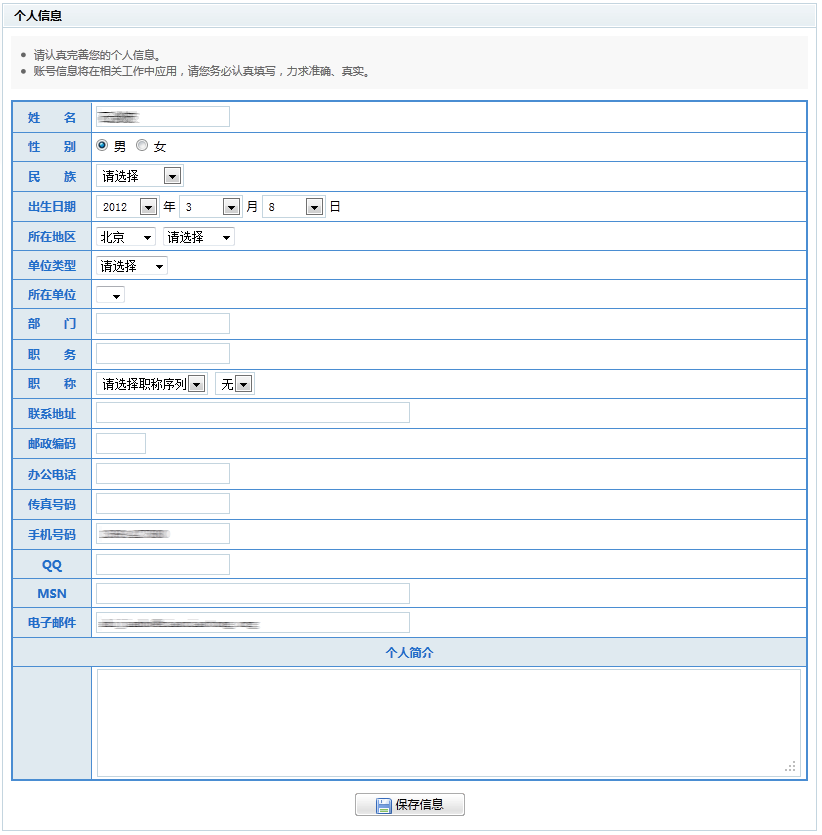 个人信息
请认真完善您的个人信息。
账号信息将在相关工作中应用，请您务必认真填写，力求准确、真实。
姓 名
性 别 男 女
民 族 请选择
出生日期 2012 年 3 月 8 日
所在地区 北京 请选择
单位类型 请选择
所在单位
部 门
职 务
职 称 请选择职称序列 无
联系地址
邮政编码
办公电话
传真号码
手机号码
QQ
MSN
电子邮件
个人简介
保存信息